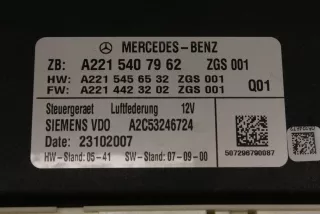 MERCEDES-BENZ
ZB: A221 540 79 62 ZGS 001
HW: A221 545 65 32 ZGS 001
FW: A221 442 32 02 ZGS 001 Q01
Steuergeraet Luftfederung 12V
SIEMENS VDO A2C53246724
Date: 23102007
HW-Stand: 05-41 SW-Stand: 07-09-00
507298790087